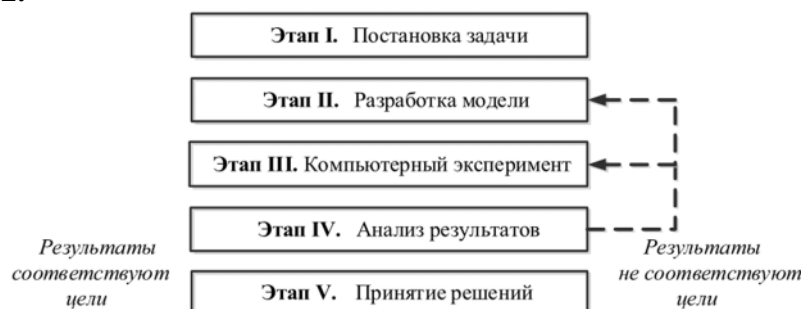 Этап I. Постановка задачи
Этап II. Разработка модели
Этап III. Компьютерный эксперимент
Этап IV. Анализ результатов
Результаты
соответствуют
цели
Результаты
не соответствуют
цели
Этап V. Принятие решений